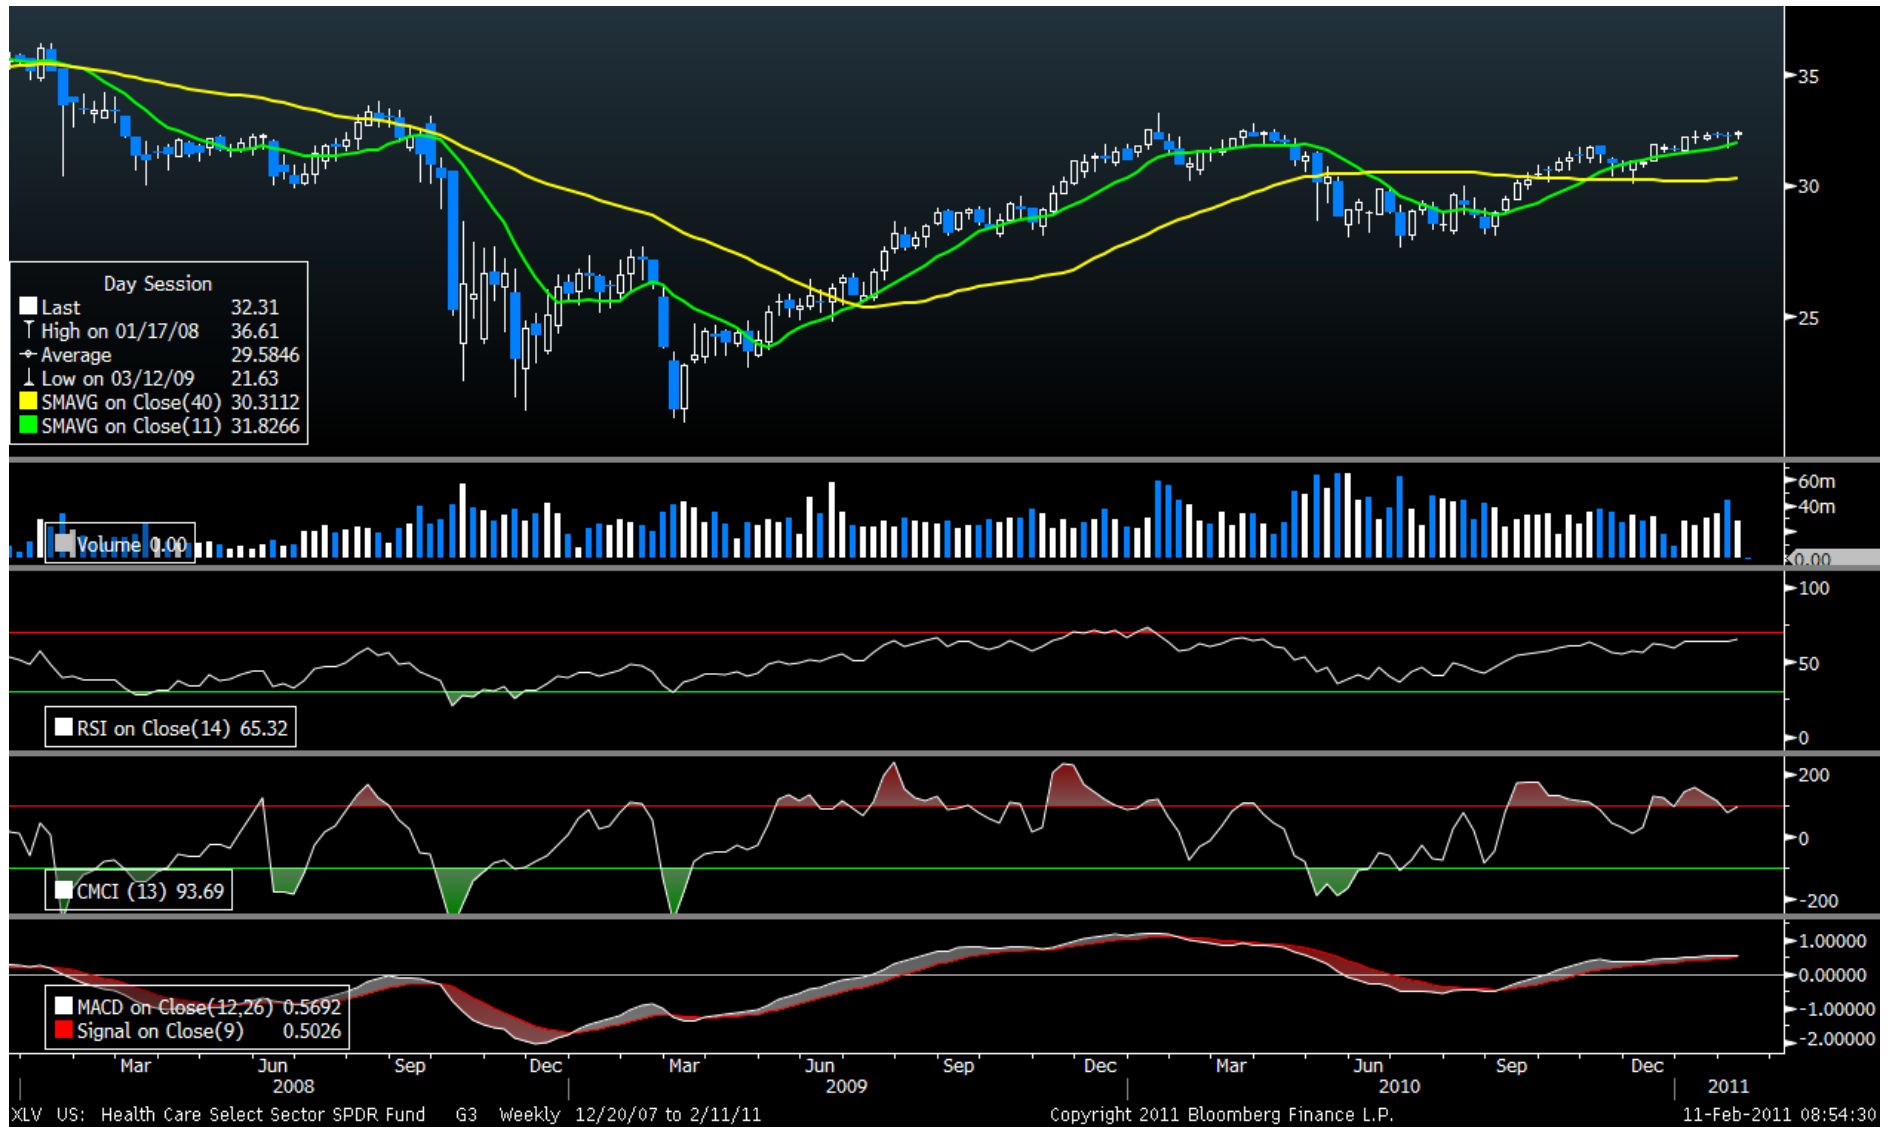 35
30
25
Day Session
Last 32.31
High on 01/17/08 36.61
Average 29.5846
Low on 03/12/09 21.63
SMAVG on Close(40) 30.3112
SMAVG on Close(11) 31.8266
60m
40m
Volume 0.00
0.00
100
50
RSI on Close(14) 65.32
0
200
0
CMCI (13) 93.69
-200
1.00000
0.00000
MACD on Close(12,26) 0.5692
-1.00000
Signal on Close(9) 0.5026
-2.00000
Mar Jun Sep Dec Mar Jun Sep Dec Mar Jun Sep Dec
2008 2009 2010 2011
XLV US: Health Care Select Sector SPDR Fund G3 Weekly 12/20/07 to 2/11/11 Copyright 2011 Bloomberg Finance L.P. 11-Feb-2011 08:54:30